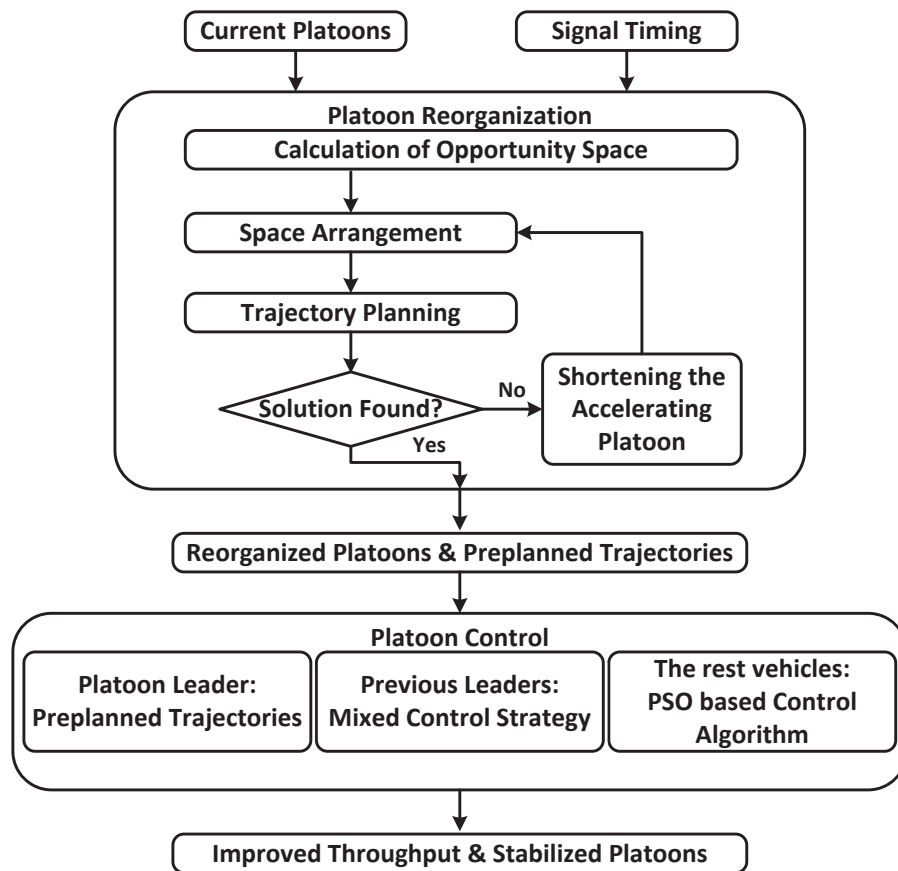 Current Platoons
Signal Timing
Platoon Reorganization
Calculation of Opportunity Space
Space Arrangement
Trajectory Planning
Solution Found?
No
Shortening the
Accelerating
Platoon
Yes
Reorganized Platoons & Preplanned Trajectories
Platoon Control
Platoon Leader:
Preplanned Trajectories
Previous Leaders:
Mixed Control Strategy
The rest vehicles:
PSO based Control
Algorithm
Improved Throughput & Stabilized Platoons